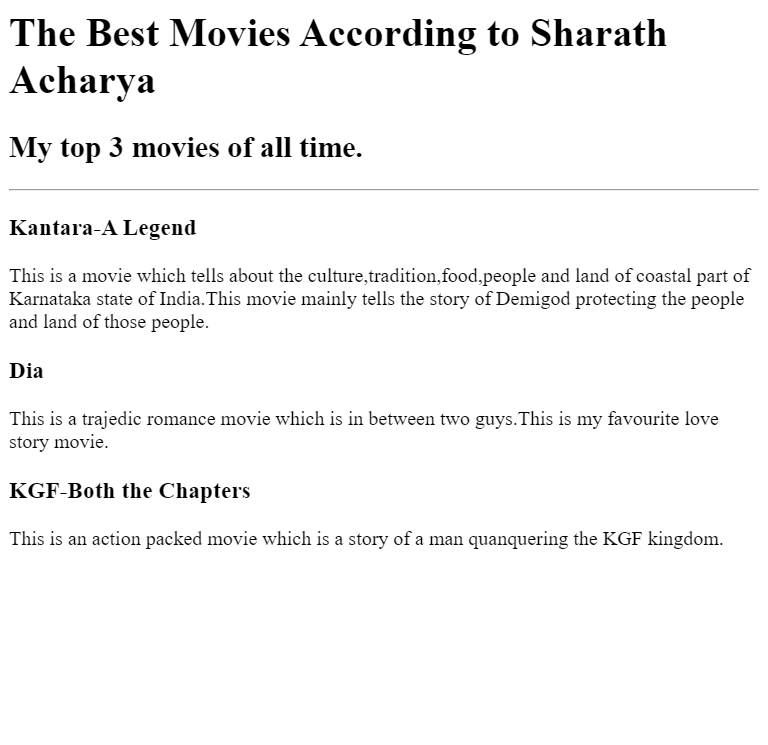 The Best Movies According to Sharath
Acharya
My top 3 movies of all time.
Kantara-A Legend
This is a movie which tells about the culture,tradition,food,people and land of coastal part of
Karnataka state of India.This movie mainly tells the story of Demigod protecting the people
and land of those people.
Dia
This is a trajedic romance movie which is in between two guys.This is my favourite love
story movie.
KGF-Both the Chapters
This is an action packed movie which is a story of a man quanquering the KGF kingdom.